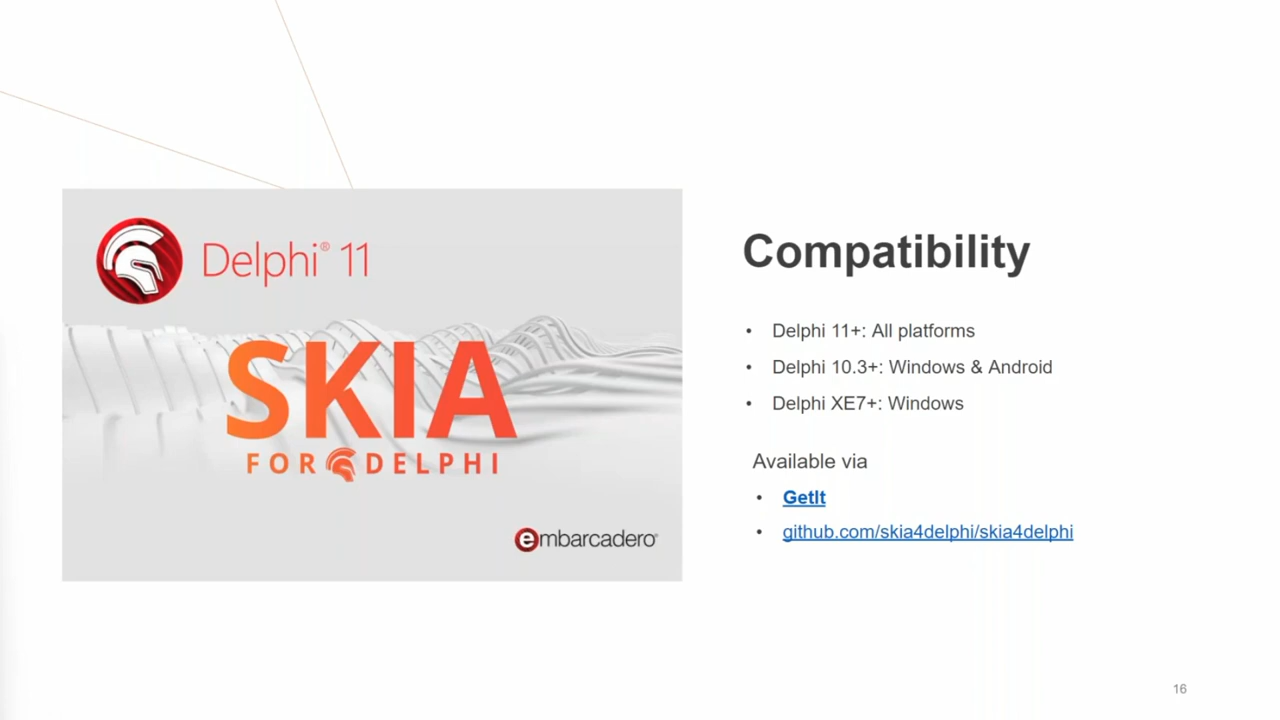 Delphi® 11
SKIA
FOR DELPHI
embarcadero®
Compatibility
• Delphi 11+: All platforms
• Delphi 10.3+: Windows & Android
• Delphi XE7+: Windows
Available via
• GetIt
• github.com/skia4delphi/skia4delphi
16